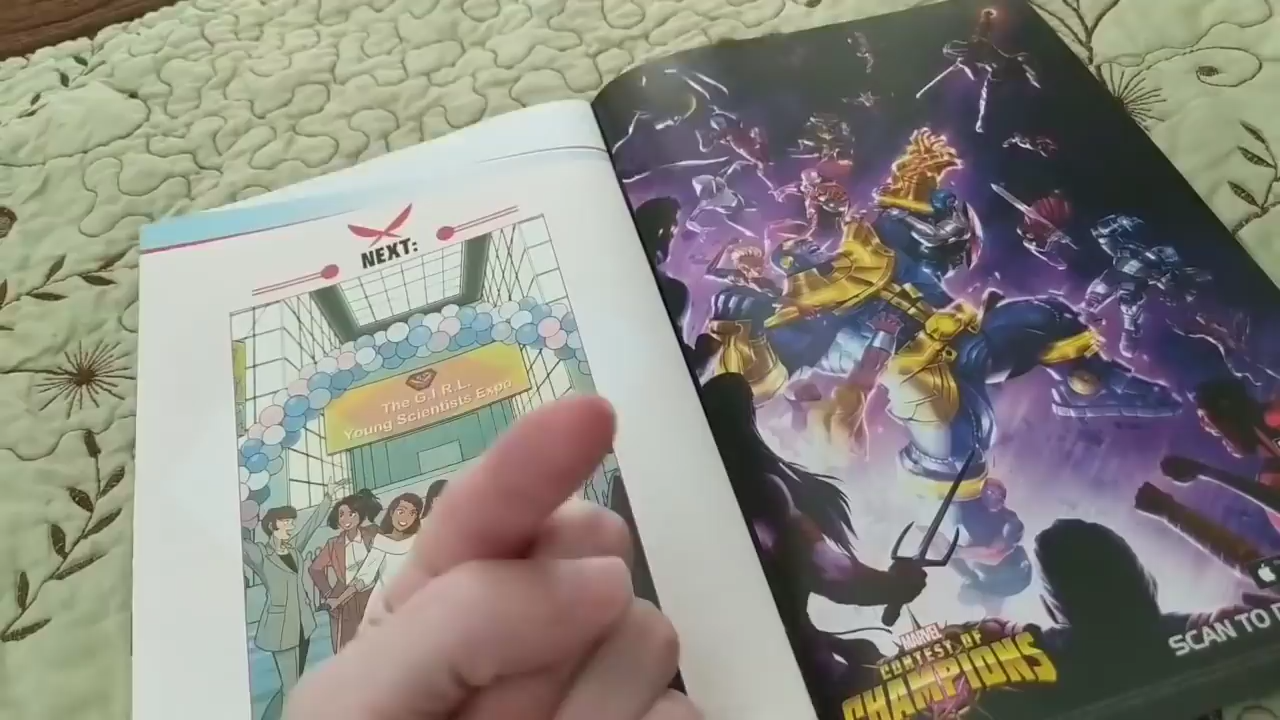 NEXT:
The G.I.R.L.
Young Scientists Expo
MARVEL
CONTEST OF
CHAMPIONS
SCAN TO